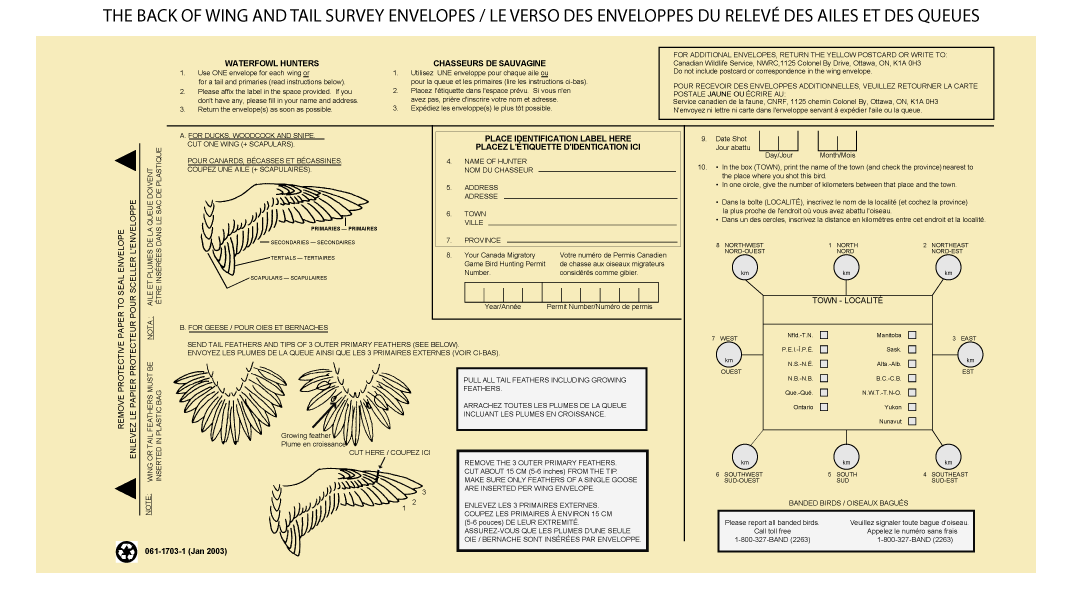 THE BACK OF WING AND TAIL SURVEY ENVELOPES / LE VERSO DES ENVELOPPES DU RELEVÉ DES AILES ET DES QUEUES
WATERFOWL HUNTERS
1. Use ONE envelope for each wing or
for a tail and primaries (read instructions below).
2. Please affix the label in the space provided. If you
don't have any, please fill in your name and address.
3. Return the envelope(s) as soon as possible.
CHASSEURS DE SAUVAGINE
1. Utilisez UNE enveloppe pour chaque aile ou
pour la queue et les primaires (lire les instructions ci-bas).
2. Placez l'étiquette dans l'espace prévu. Si vous n'en
avez pas, prière d'inscrire votre nom et adresse.
3. Expédiez les enveloppe(s) le plus tôt possible.
FOR ADDITIONAL ENVELOPES, RETURN THE YELLOW POSTCARD OR WRITE TO:
Canadian Wildlife Service, NWRC,1125 Colonel By Drive, Ottawa, ON, K1A 0H3
Do not include postcard or correspondence in the wing envelope.
POUR RECEVOIR DES ENVELOPPES ADDITIONNELLES, VEUILLEZ RETOURNER LA CARTE
POSTALE JAUNE OU ÉCRIRE AU:
Service canadien de la faune, CNRF, 1125 chemin Colonel By, Ottawa, ON, K1A 0H3
N'envoyez ni lettre ni carte dans l'enveloppe servant à expédier l'aile ou la queue.
REMOVE PROTECTIVE PAPER TO SEAL ENVELOPE
ENLEVEZ LE PAPIER PROTECTEUR POUR SCELLER L'ENVELOPPE
NOTE: WING OR TAIL FEATHERS MUST BE
INSERTED IN PLASTIC BAG
NOTA: AILE ET PLUMES DE LA QUEUE DOIVENT
ÊTRE INSÉRÉES DANS LE SAC DE PLASTIQUE
A. FOR DUCKS, WOODCOCK AND SNIPE,
CUT ONE WING (+ SCAPULARS).
POUR CANARDS, BÉCASSES ET BÉCASSINES,
COUPEZ UNE AILE (+ SCAPULAIRES).
PRIMARIES — PRIMAIRES
SECONDARIES — SECONDAIRES
TERTIALS — TERTIAIRES
SCAPULARS — SCAPULAIRES
B. FOR GEESE / POUR OIES ET BERNACHES
SEND TAIL FEATHERS AND TIPS OF 3 OUTER PRIMARY FEATHERS (SEE BELOW).
ENVOYEZ LES PLUMES DE LA QUEUE AINSI QUE LES 3 PRIMAIRES EXTERNES (VOIR CI-BAS).
Growing feather
Plume en croissance
CUT HERE / COUPEZ ICI
3
2
1
061-1703-1 (Jan 2003)
PLACE IDENTIFICATION LABEL HERE
PLACEZ L'ÉTIQUETTE D'IDENTICATION ICI
4. NAME OF HUNTER
NOM DU CHASSEUR
5. ADDRESS
ADRESSE
6. TOWN
VILLE
7. PROVINCE
8. Your Canada Migratory
Game Bird Hunting Permit
Number.
Votre numéro de Permis Canadien
de chasse aux oiseaux migrateurs
considérés comme gibier.
Year/Année
Permit Number/Numéro de permis
PULL ALL TAIL FEATHERS INCLUDING GROWING
FEATHERS.
ARRACHEZ TOUTES LES PLUMES DE LA QUEUE
INCLUANT LES PLUMES EN CROISSANCE.
REMOVE THE 3 OUTER PRIMARY FEATHERS.
CUT ABOUT 15 CM (5-6 inches) FROM THE TIP.
MAKE SURE ONLY FEATHERS OF A SINGLE GOOSE
ARE INSERTED PER WING ENVELOPE.
ENLEVEZ LES 3 PRIMAIRES EXTERNES.
COUPEZ LES PRIMAIRES À ENVIRON 15 CM
(5-6 pouces) DE LEUR EXTREMITÉ.
ASSUREZ-VOUS QUE LES PLUMES D'UNE SEULE
OIE / BERNACHE SONT INSÉRÉES PAR ENVELOPPE.
9. Date Shot
Jour abattu
Day/Jour
Month/Mois
10. • In the box (TOWN), print the name of the town (and check the province) nearest to
the place where you shot this bird.
• In one circle, give the number of kilometers between that place and the town.
• Dans la boîte (LOCALITÉ), inscrivez le nom de la localité (et cochez la province)
la plus proche de l'endroit où vous avez abattu l'oiseau.
• Dans un des cercles, inscrivez la distance en kilomètres entre cet endroit et la localité.
8 NORTHWEST
NORD-OUEST
km
1 NORTH
NORD
km
2 NORTHEAST
NORD-EST
km
TOWN - LOCALITÉ
7 WEST
km
OUEST
3 EAST
km
EST
Nfld.-T.N.
P.E.I.-Î.P.É.
N.S.-N.É.
N.B.-N.B.
Qué.-Qué.
Ontario
Manitoba
Sask.
Alta.-Alb.
B.C.-C.B.
N.W.T.-T.N.-O.
Yukon
Nunavut
km
6 SOUTHWEST
SUD-OUEST
km
5 SOUTH
SUD
km
4 SOUTHEAST
SUD-EST
BANDED BIRDS / OISEAUX BAGUÉS
Please report all banded birds.
Call toll free
1-800-327-BAND (2263)
Veuillez signaler toute bague d'oiseau.
Appelez le numéro sans frais
1-800-327-BAND (2263)